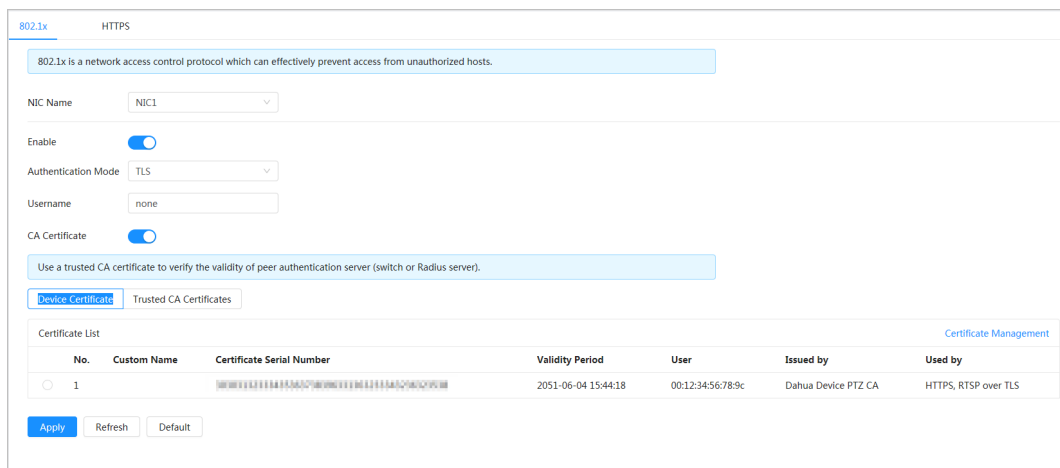 802.1x HTTPS
802.1x is a network access control protocol which can effectively prevent access from unauthorized hosts.
NIC Name NIC1
Enable
Authentication Mode TLS
Username none
CA Certificate
Use a trusted CA certificate to verify the validity of peer authentication server (switch or Radius server).
Device Certificate Trusted CA Certificates
Certificate List Certificate Management
No. Custom Name Certificate Serial Number Validity Period User Issued by Used by
1 2051-06-04 15:44:18 00:12:34:56:78:9c Dahua Device PTZ CA HTTPS, RTSP over TLS
Apply Refresh Default